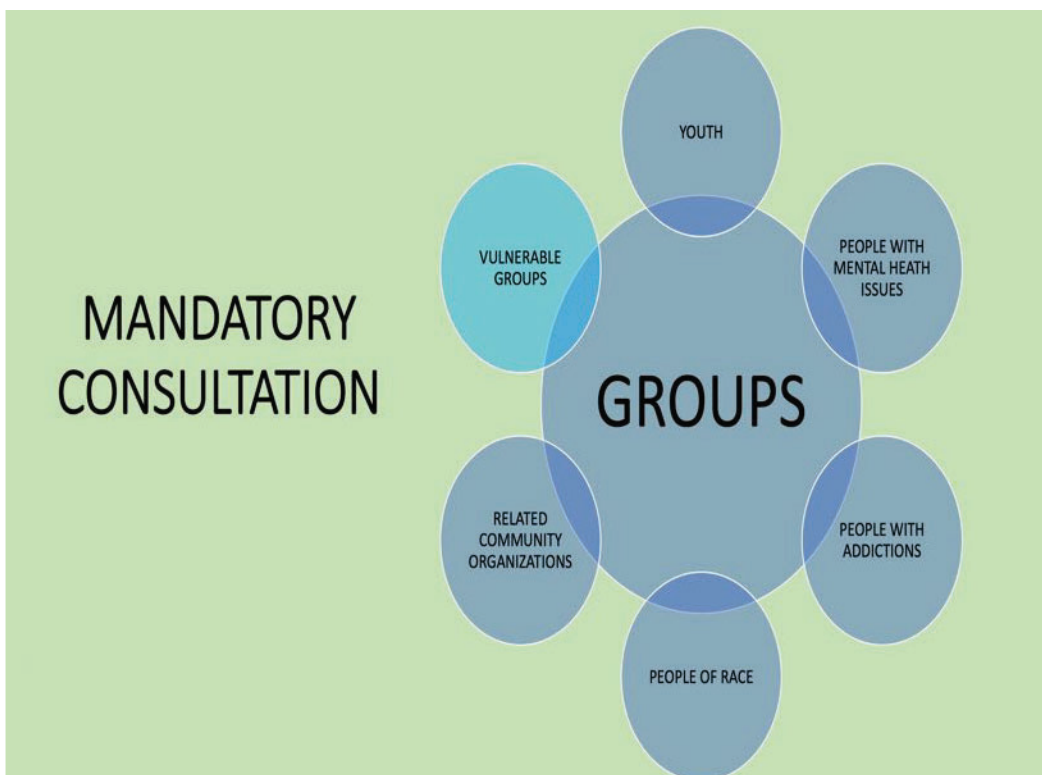 MANDATORY
CONSULTATION
GROUPS
YOUTH
PEOPLE WITH
MENTAL HEATH
ISSUES
PEOPLE WITH
ADDICTIONS
PEOPLE OF RACE
RELATED
COMMUNITY
ORGANIZATIONS
VULNERABLE
GROUPS